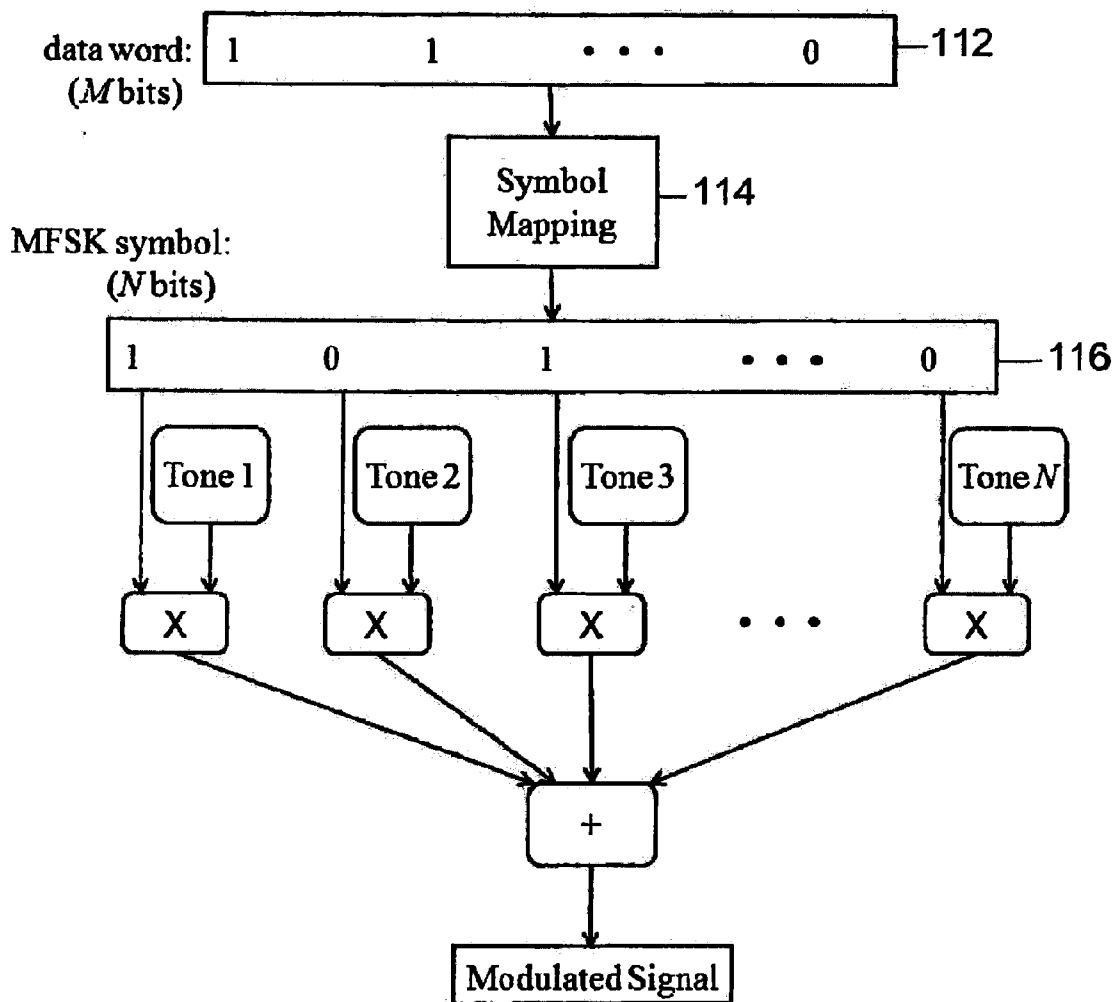 data word:
(M bits)
1 1 • • • 0
112
Symbol
Mapping
114
MFSK symbol:
(N bits)
1 0 1 • • • 0
116
Tone 1 Tone 2 Tone 3 Tone N
X X X • • • X
+
Modulated Signal